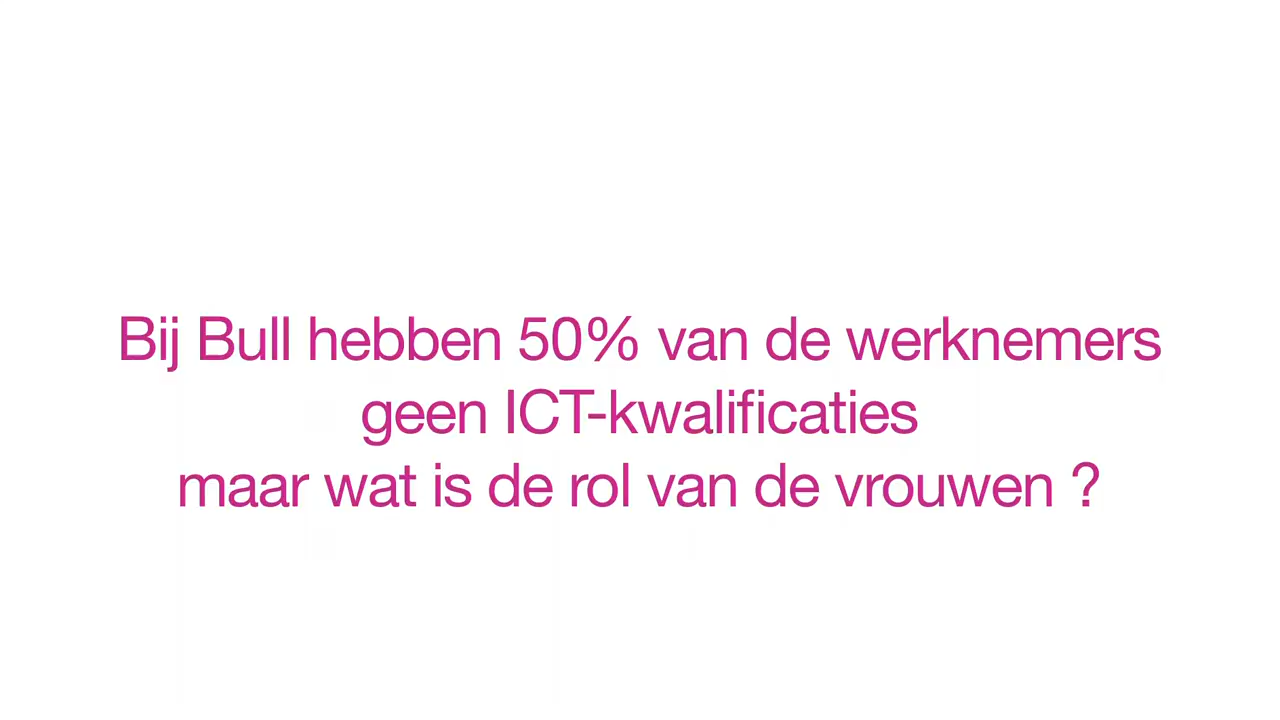 Bij Bull hebben 50% van de werknemers
geen ICT-kwalificaties
maar wat is de rol van de vrouwen ?